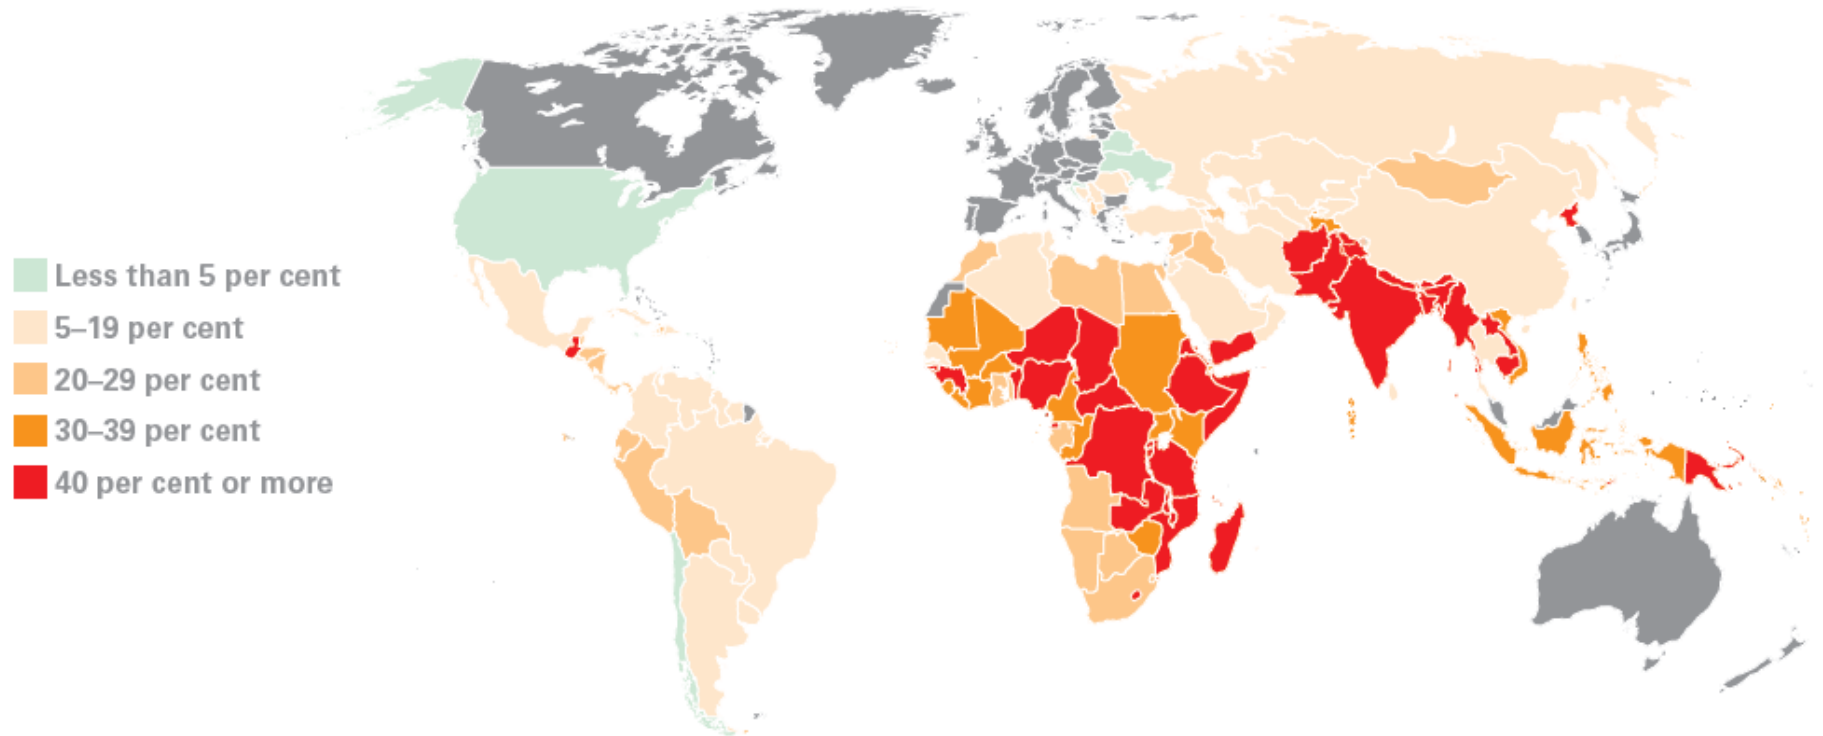 Less than 5 per cent
5–19 per cent
20–29 per cent
30–39 per cent
40 per cent or more